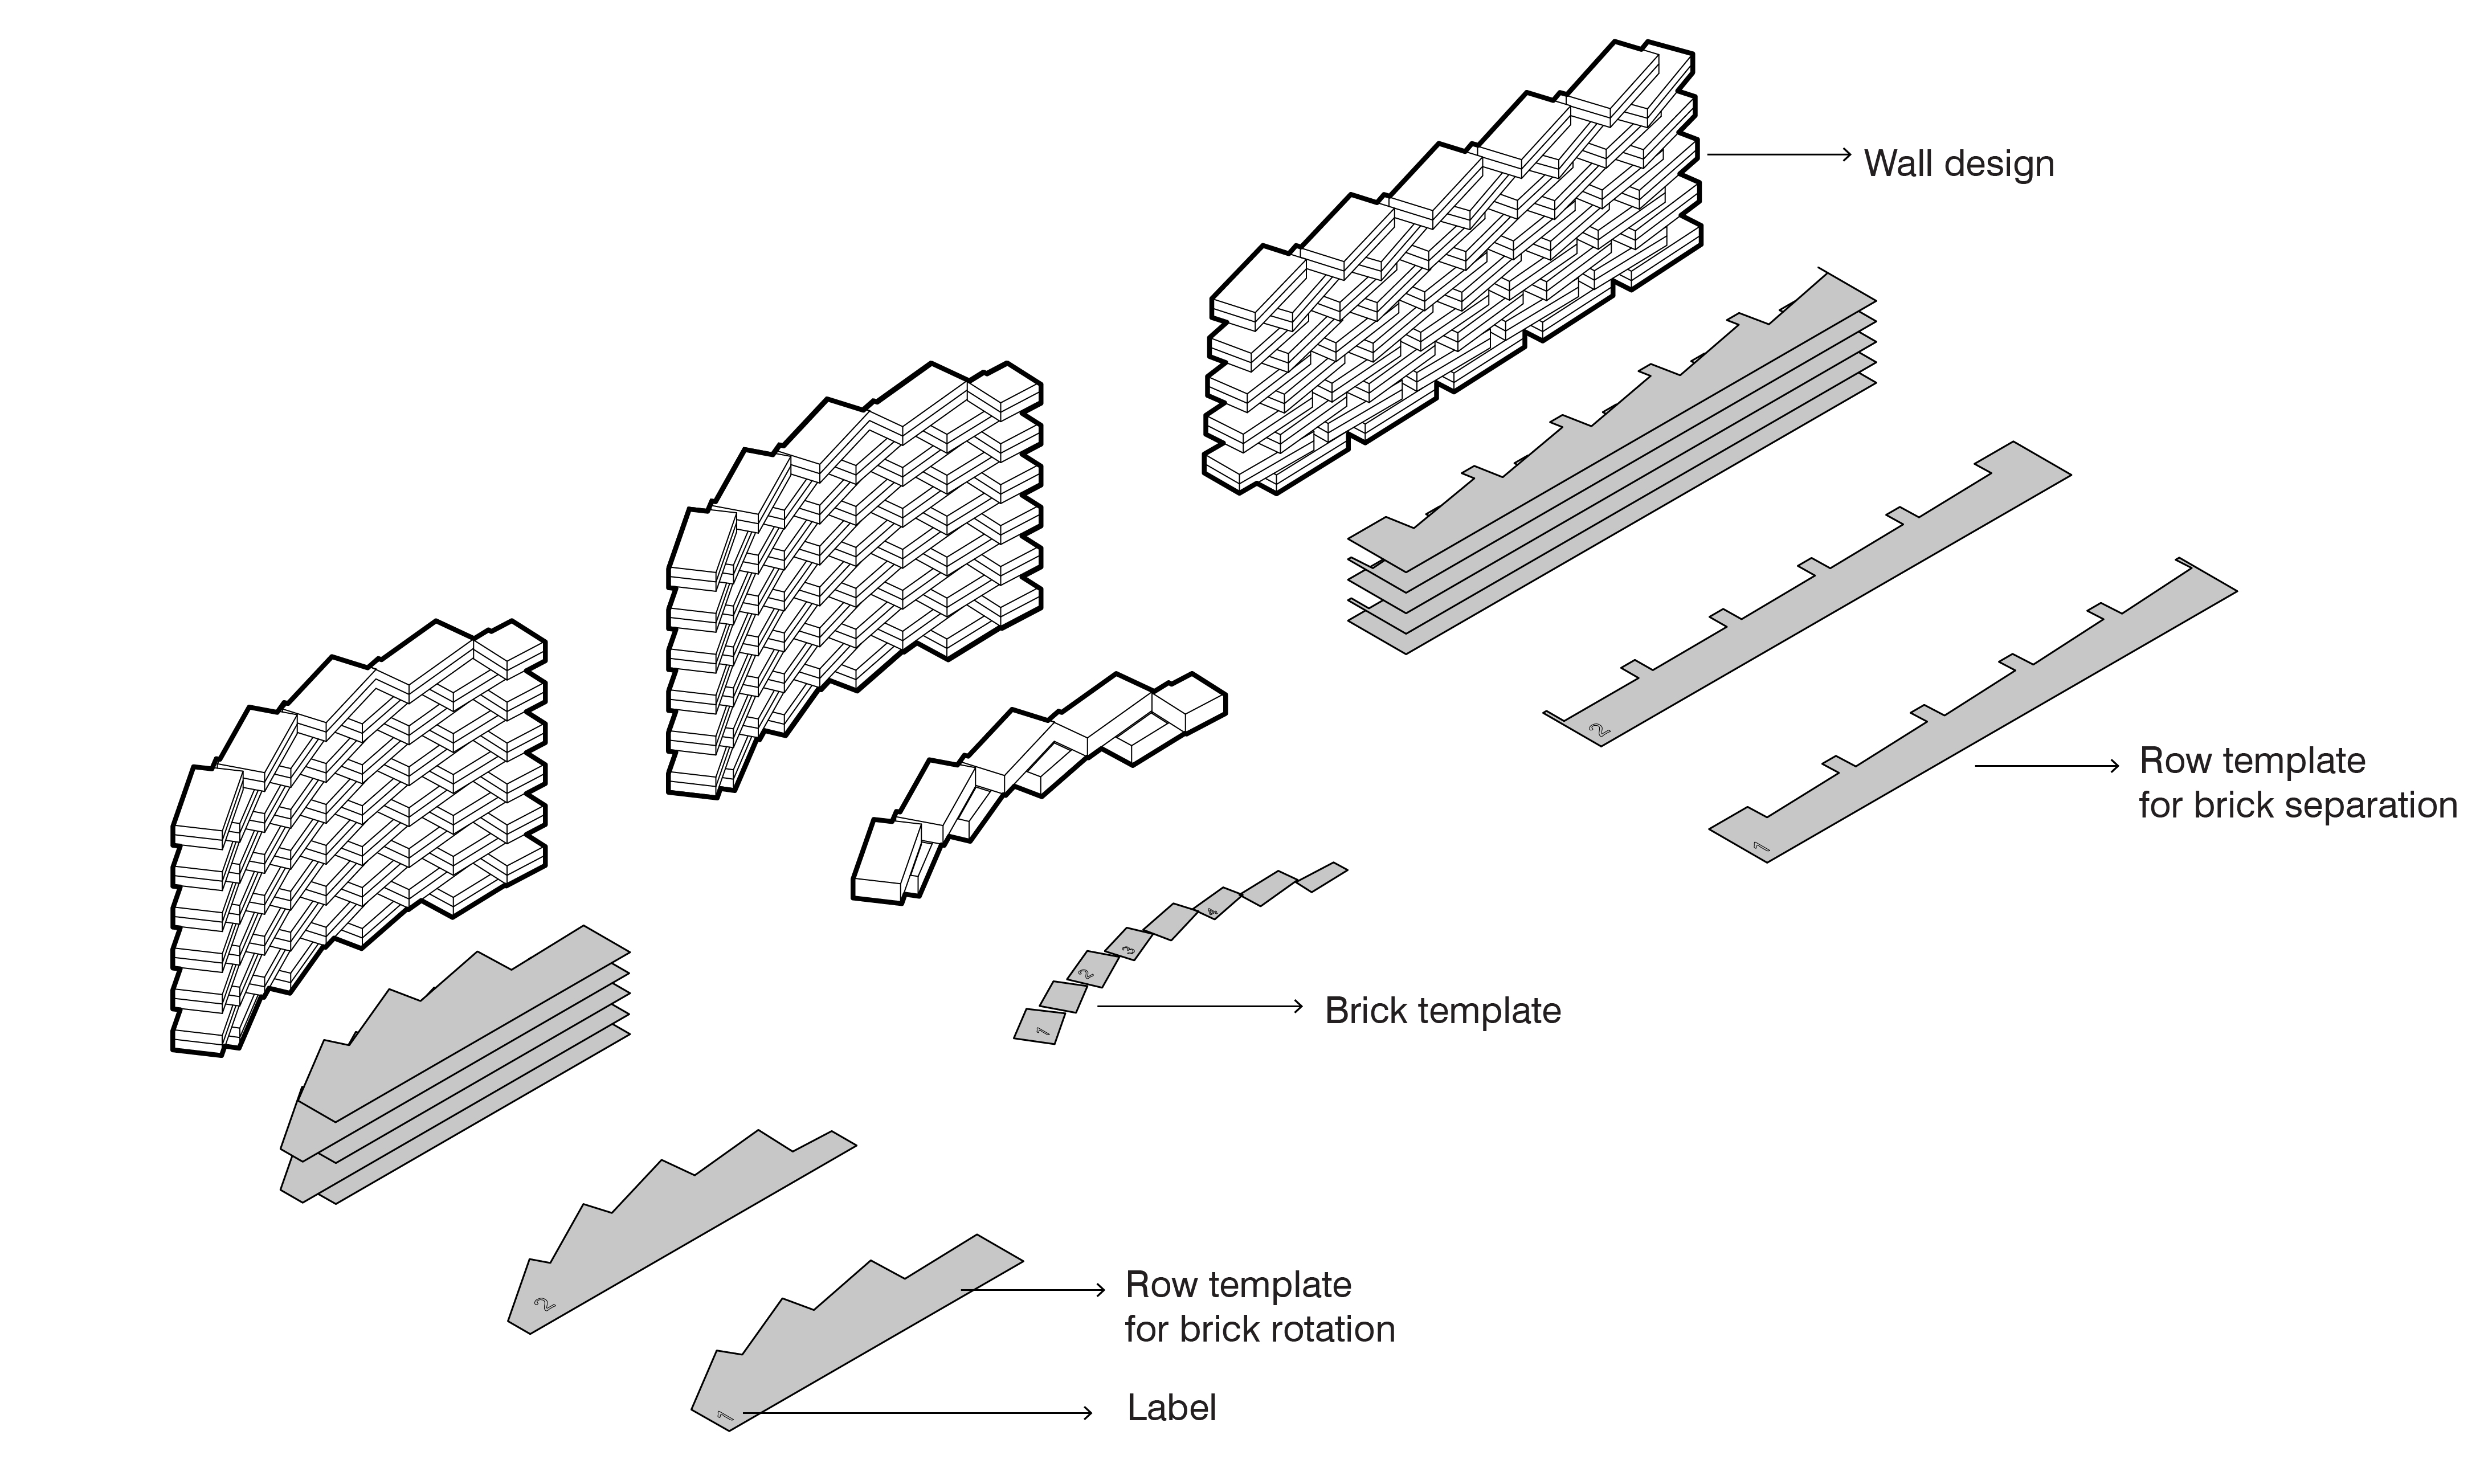 Wall design
2
Row template
for brick separation
1
4
3
2
1
Brick template
2
Row template
for brick rotation
1
Label